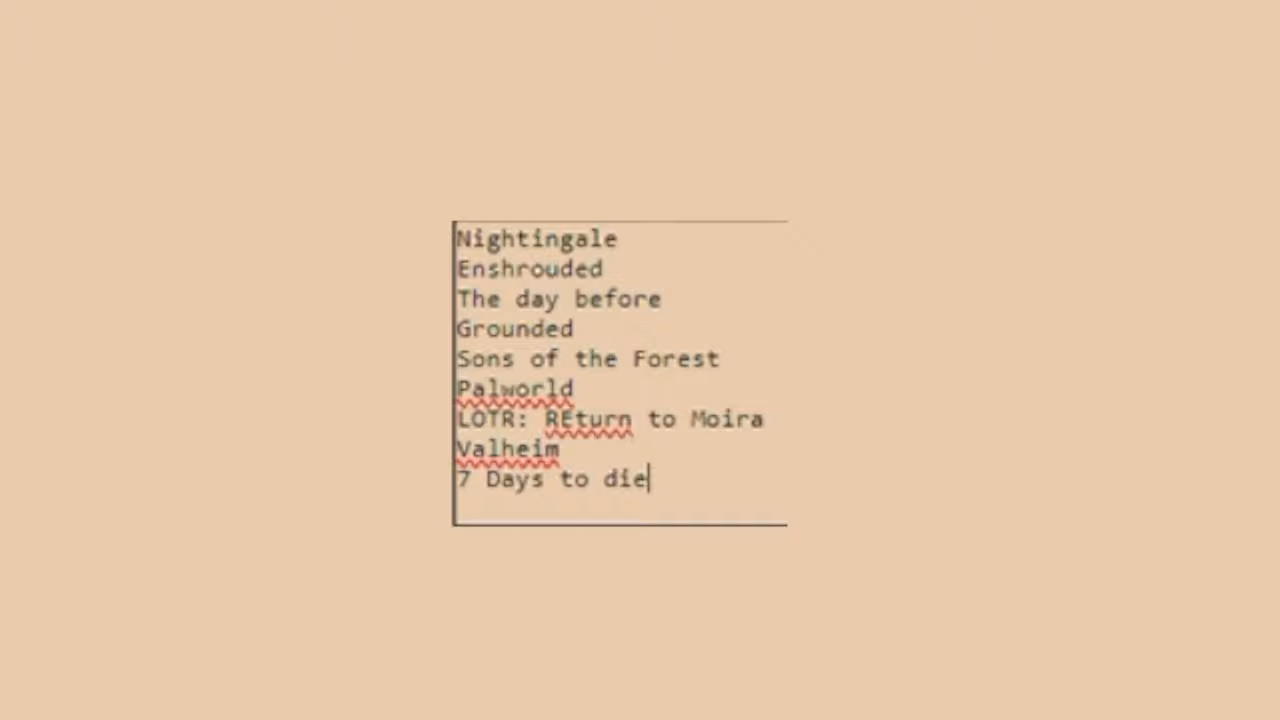 Nightingale
Enshrouded
The day before
Grounded
Sons of the Forest
Palworld
LOTR: REturn to Moira
Valheim
7 Days to die